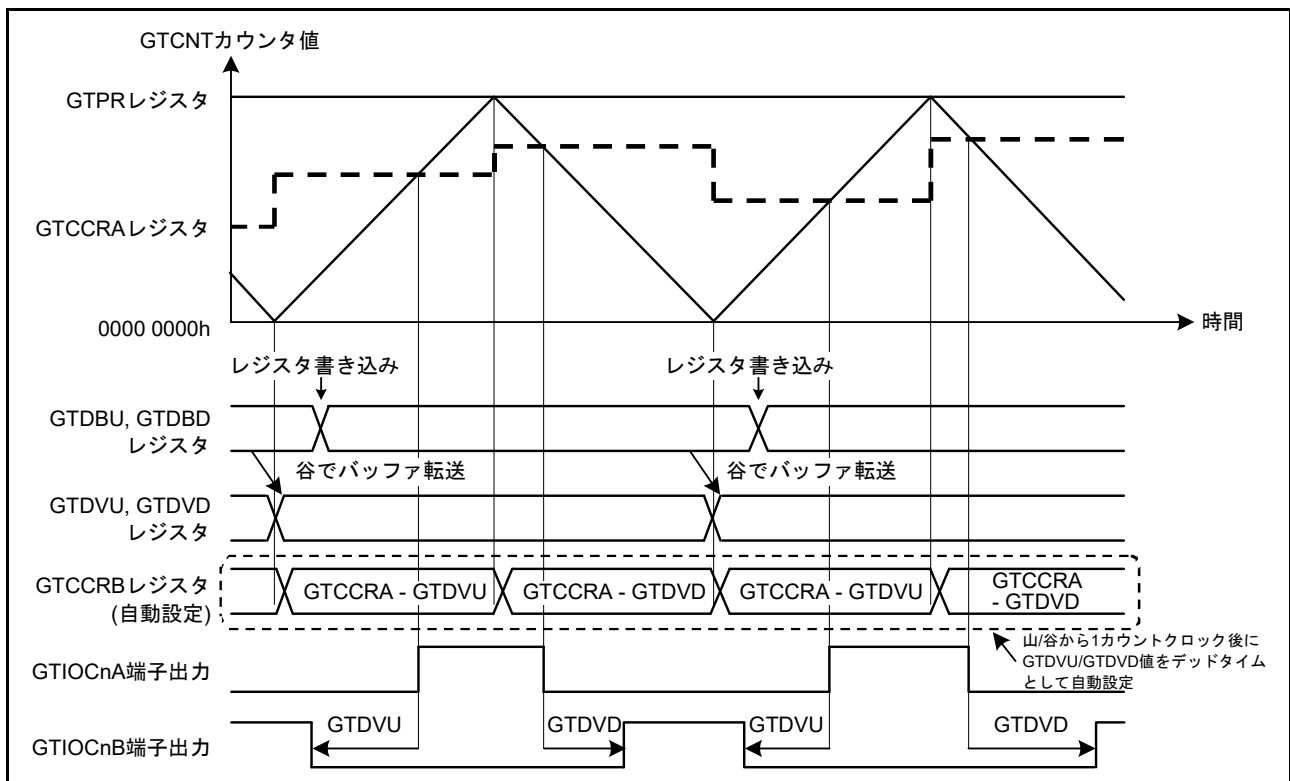 GTCNTカウンタ値
GTPRレジスタ
GTCCRAレジスタ
0000 0000h
時間
レジスタ書き込み
レジスタ書き込み
GTDBU, GTDBD
レジスタ
谷でバッファ転送
谷でバッファ転送
GTDVU, GTDVD
レジスタ
GTCCRBレジスタ
(自動設定)
GTCCRA - GTDVU
GTCCRA - GTDVD
GTCCRA - GTDVU
GTCCRA
- GTDVD
山/谷から1カウントクロック後に
GTDVU/GTDVD値をデッドタイム
として自動設定
GTIOCnA端子出力
GTDVU
GTDVD
GTDVU
GTDVD
GTIOCnB端子出力